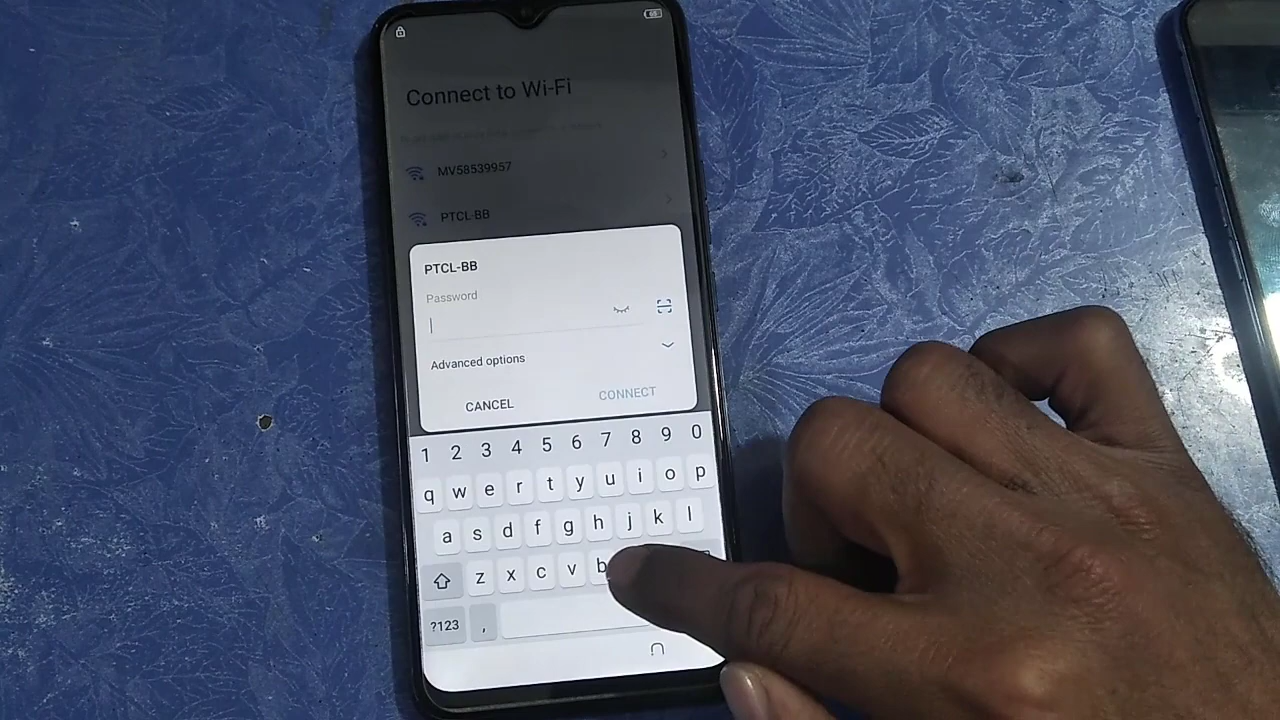 65
Connect to Wi-Fi
MV58539957
PTCL-BB
PTCL-BB
Password
Advanced options
CANCEL CONNECT
1 2 3 4 5 6 7 8 9 0
q w e r t y u i o p
a s d f g h j k l
z x c v b
?123 ,